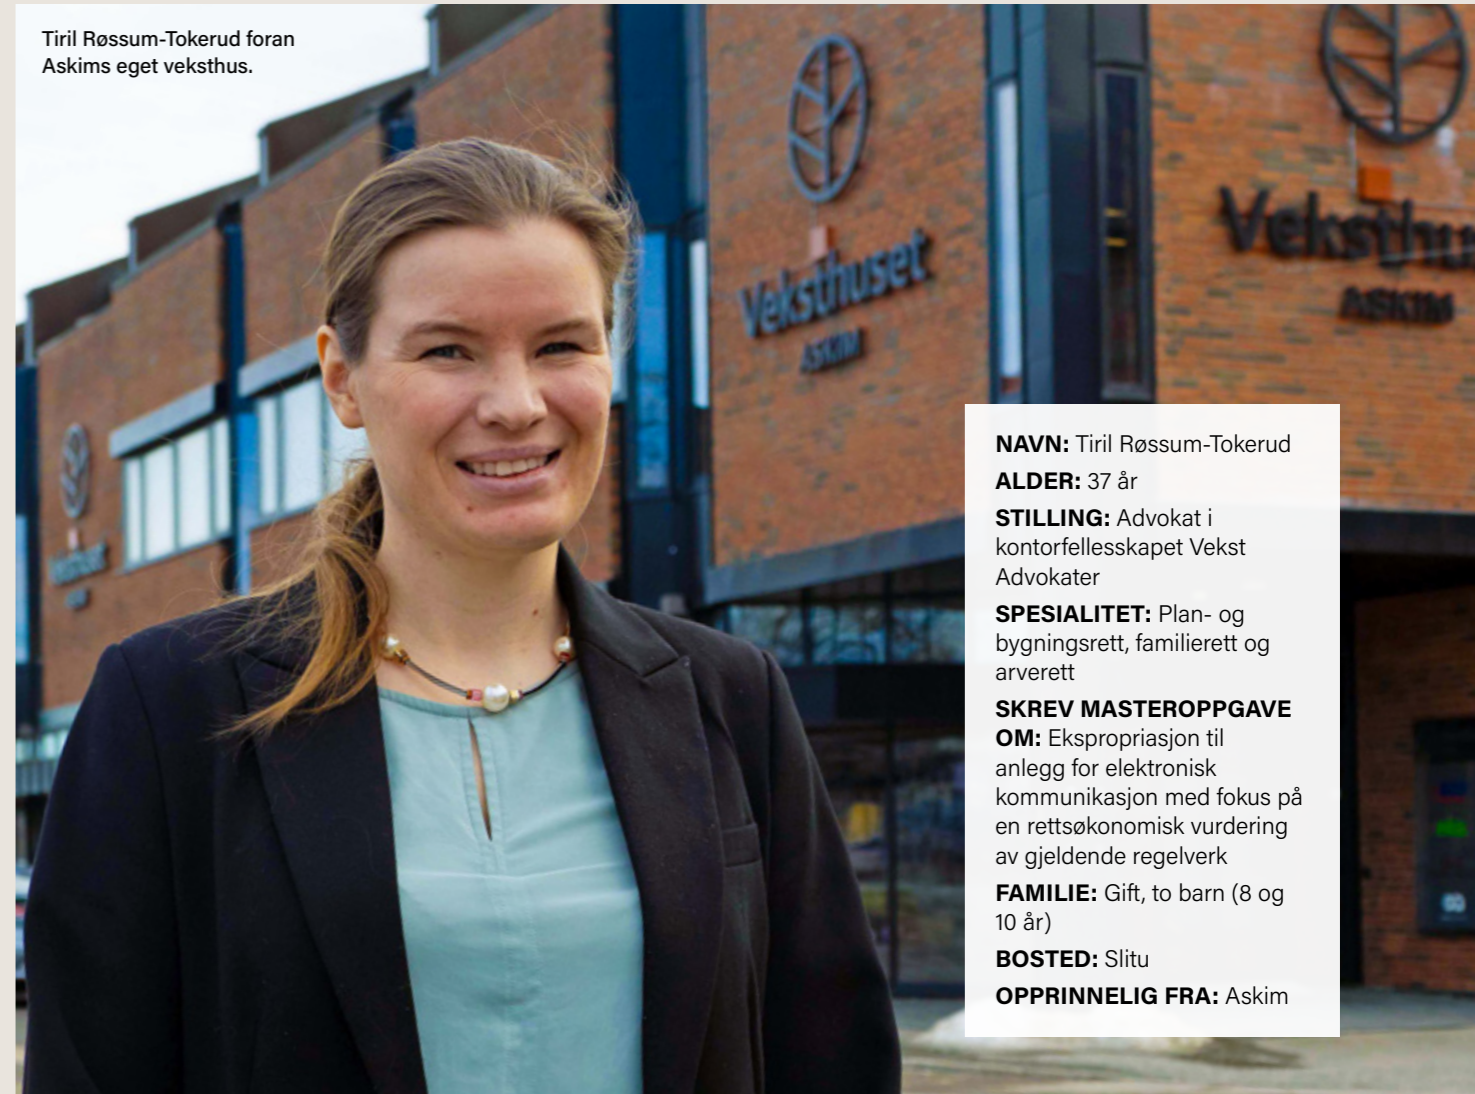 Tiril Røssum-Tokerud foran
Askims eget veksthus.
Veksthuset
ASKIM
ASKIM
NAVN: Tiril Røssum-Tokerud
ALDER: 37 år
STILLING: Advokat i
kontorfellesskapet Vekst
Advokater
SPESIALITET: Plan- og
bygningsrett, familierett og
arverett
SKREV MASTEROPPGAVE
OM: Ekspropriasjon til
anlegg for elektronisk
kommunikasjon med fokus på
en rettsøkonomisk vurdering
av gjeldende regelverk
FAMILIE: Gift, to barn (8 og
10 år)
BOSTED: Slitu
OPPRINNELIG FRA: Askim